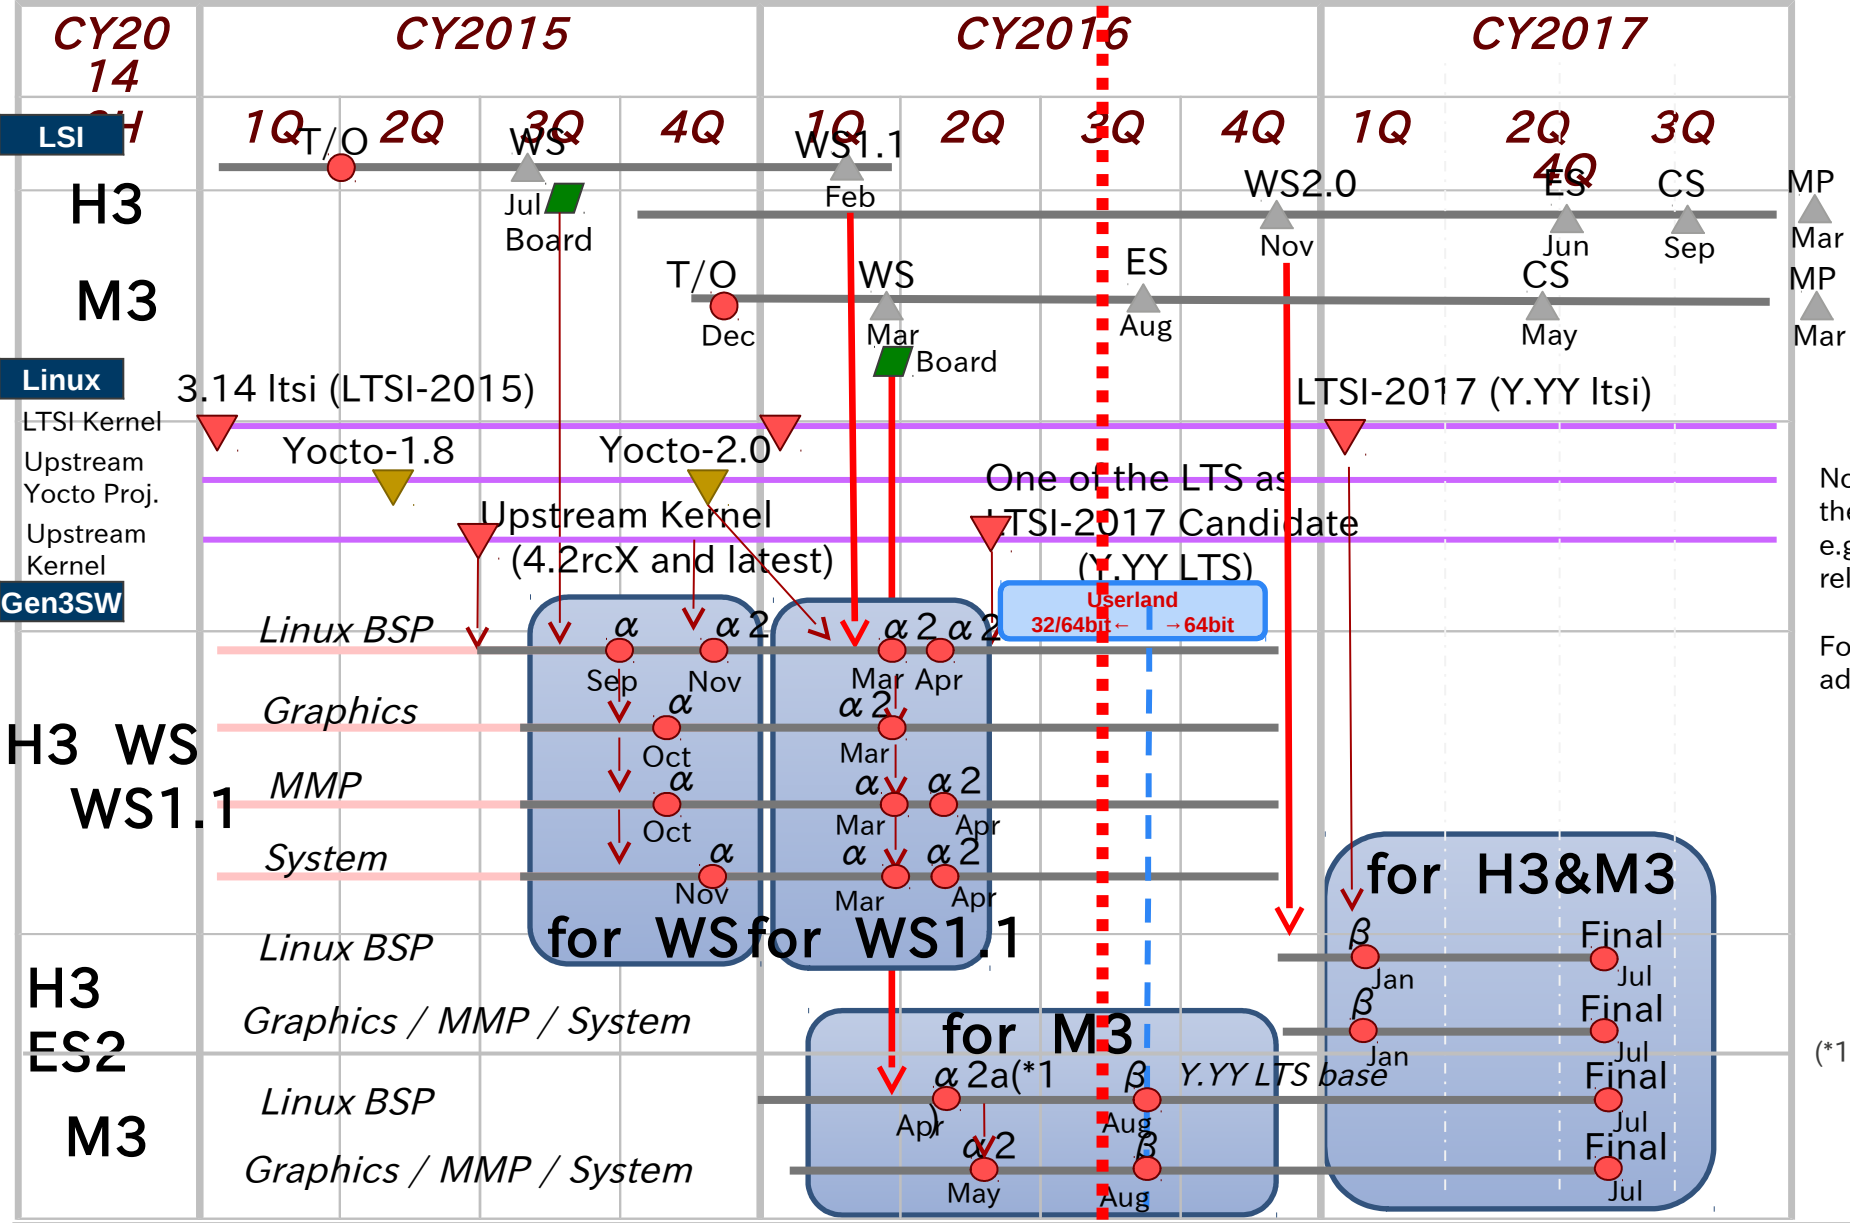 CY20
14
CY2015
CY2016
CY2017
1Q
2Q
3Q
4Q
1Q
2Q
3Q
4Q
1Q
2Q
3Q
4Q
LSI
T/O
WS
WS1.1
H3
Jul
Board
Feb
WS2.0
Nov
ES
Jun
CS
Sep
MP
Mar
M3
T/O
Dec
WS
Mar
Board
ES
Aug
CS
May
MP
Mar
Linux
3.14 ltsi (LTSI-2015)
LTSI-2017 (Y.YY ltsi)
LTSI Kernel
Upstream
Yocto Proj.
Yocto-1.8
Yocto-2.0
Upstream
Kernel
Upstream Kernel
(4.2rcX and latest)
One of the LTS as
LTSI-2017 Candidate
(Y.YY LTS)
Gen3SW
Userland
32/64bit← →64bit
H3 WS
WS1.1
Linux BSP
α
Sep
α2
Nov
α2
Mar
α2
Apr
Graphics
α
Oct
α2
Mar
MMP
α
Oct
α
Mar
α2
Apr
System
α
Nov
α
Mar
α2
Apr
for WS
for WS1.1
for H3&M3
H3
ES2
Linux BSP
β
Jan
Final
Jul
Graphics / MMP / System
β
Jan
Final
Jul
for M3
M3
Linux BSP
α2a(*1
)
Apr
β
Aug
Y.YY LTS base
Final
Jul
Graphics / MMP / System
α2
May
β
Aug
Final
Jul
(*1